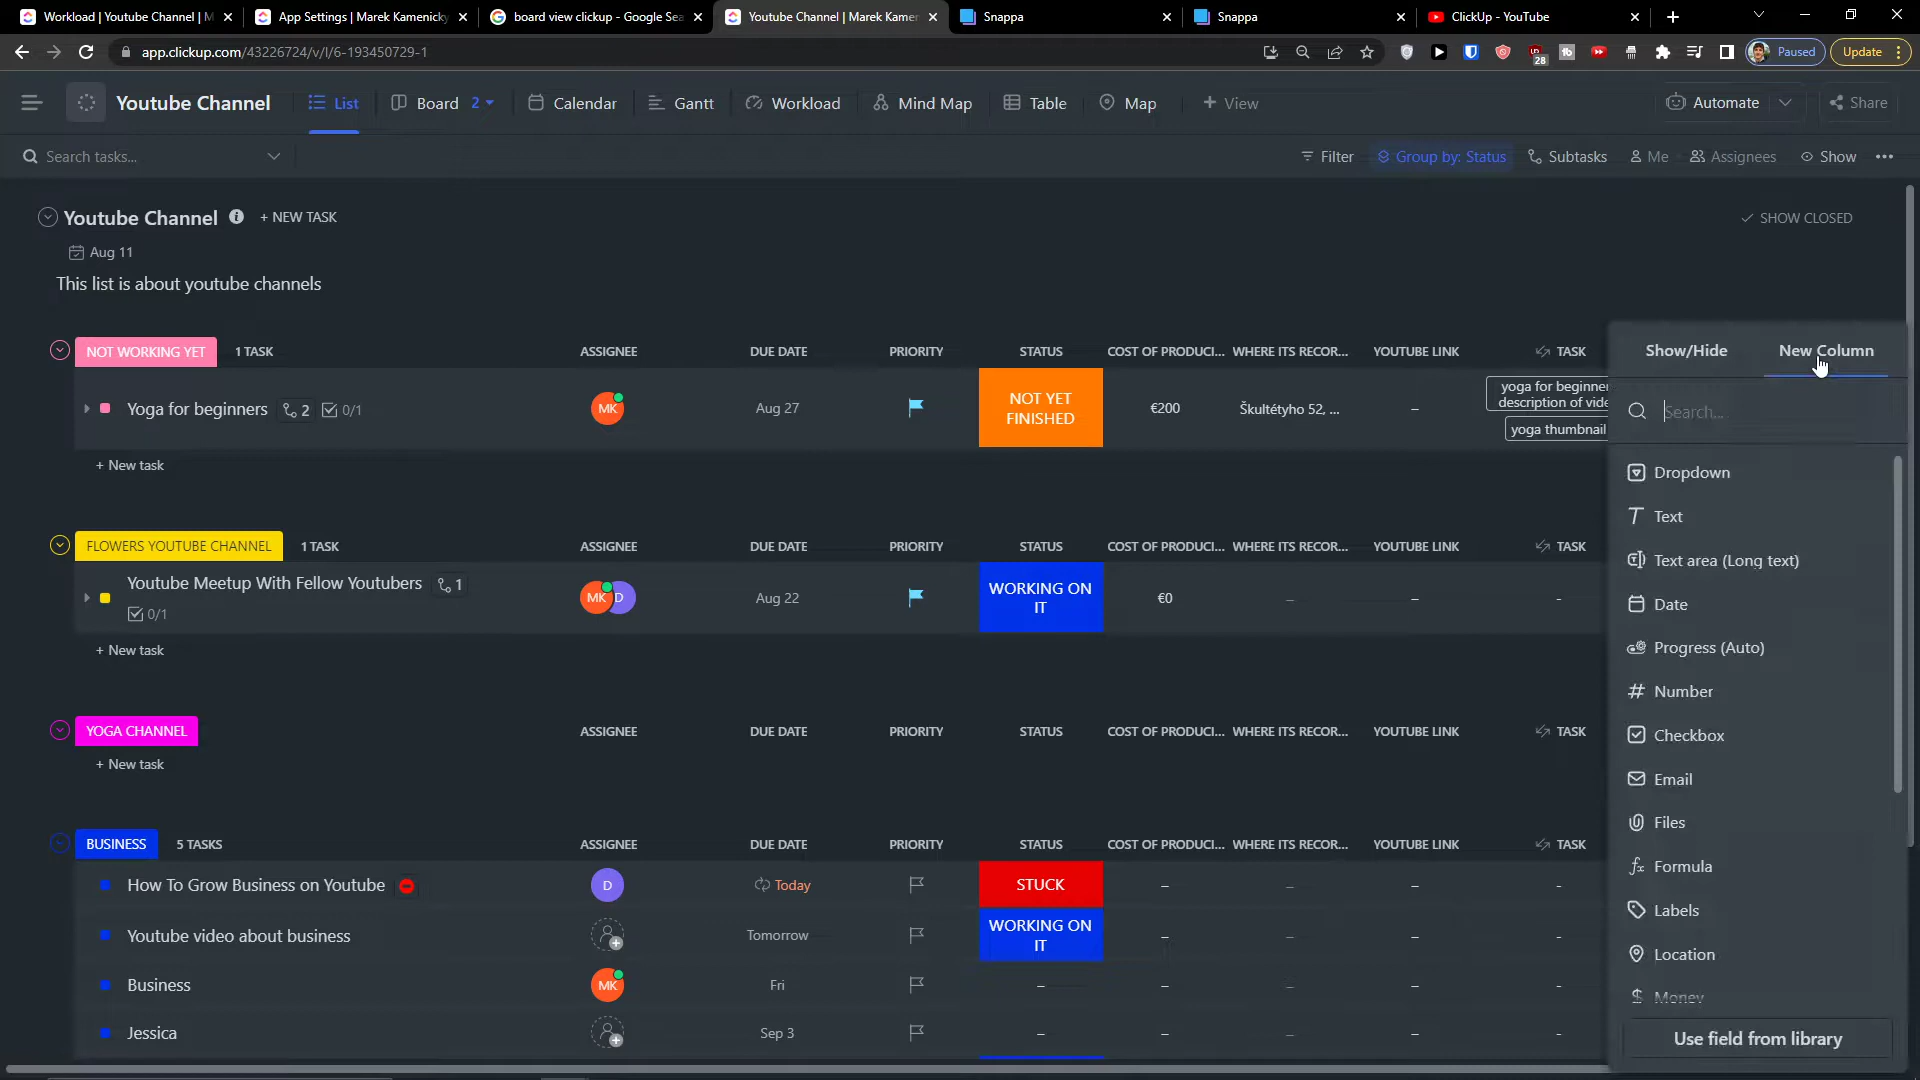 Workload | Youtube Channel | M
App Settings | Marek Kamenicky
board view clickup - Google Sea
Youtube Channel | Marek Kamen
Snappa
Snappa
ClickUp - YouTube
app.clickup.com/43226724/v/l/6-193450729-1
28
Paused
Update
Youtube Channel
List
Board 2
Calendar
Gantt
Workload
Mind Map
Table
Map
+ View
Automate
Share
Search tasks...
Filter
Group by: Status
Subtasks
Me
Assignees
Show
Youtube Channel
+ NEW TASK
SHOW CLOSED
Aug 11
This list is about youtube channels
NOT WORKING YET
1 TASK
ASSIGNEE
DUE DATE
PRIORITY
STATUS
COST OF PRODUCI...
WHERE ITS RECOR...
YOUTUBE LINK
TASK
Yoga for beginners
2
0/1
MK
Aug 27
NOT YET
FINISHED
€200
Škultétyho 52, ...
–
yoga for beginner
description of vide
yoga thumbnail
+ New task
FLOWERS YOUTUBE CHANNEL
1 TASK
ASSIGNEE
DUE DATE
PRIORITY
STATUS
COST OF PRODUCI...
WHERE ITS RECOR...
YOUTUBE LINK
TASK
Youtube Meetup With Fellow Youtubers
1
0/1
MK
D
Aug 22
WORKING ON
IT
€0
–
–
-
+ New task
YOGA CHANNEL
ASSIGNEE
DUE DATE
PRIORITY
STATUS
COST OF PRODUCI...
WHERE ITS RECOR...
YOUTUBE LINK
TASK
+ New task
BUSINESS
5 TASKS
ASSIGNEE
DUE DATE
PRIORITY
STATUS
COST OF PRODUCI...
WHERE ITS RECOR...
YOUTUBE LINK
TASK
How To Grow Business on Youtube
D
Today
STUCK
–
–
–
-
Youtube video about business
Tomorrow
WORKING ON
IT
–
–
–
-
Business
MK
Fri
–
–
–
–
-
Jessica
Sep 3
–
–
–
–
-
Show/Hide
New Column
Search...
Dropdown
Text
Text area (Long text)
Date
Progress (Auto)
Number
Checkbox
Email
Files
Formula
Labels
Location
Money
Use field from library